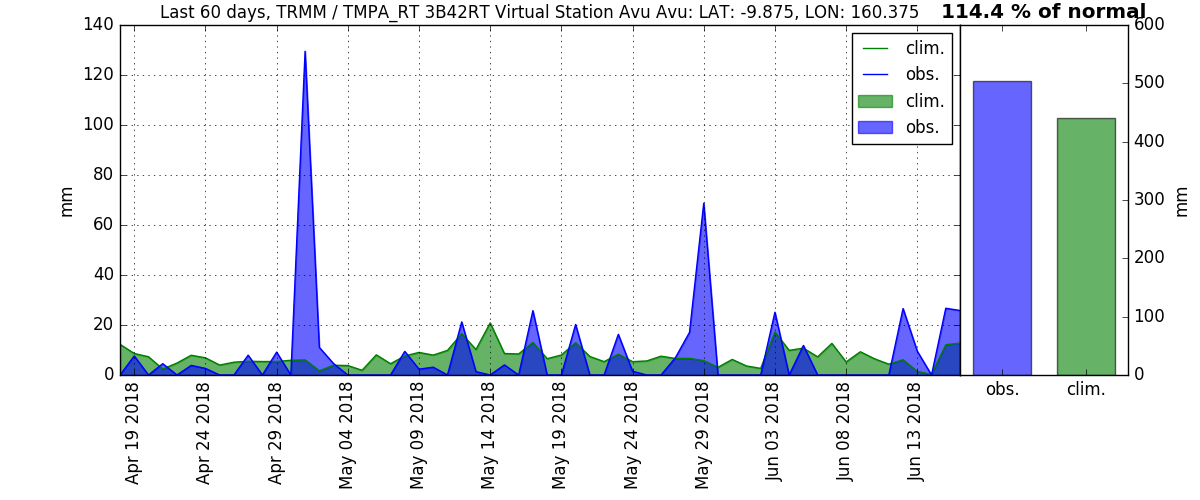 Last 60 days, TRMM / TMPA_RT 3B42RT Virtual Station Avu Avu: LAT: -9.875, LON: 160.375
114.4 % of normal
140
120
100
80
60
40
20
0
mm
clim.
obs.
clim.
obs.
600
500
400
300
200
100
0
mm
Apr 19 2018
Apr 24 2018
Apr 29 2018
May 04 2018
May 09 2018
May 14 2018
May 19 2018
May 24 2018
May 29 2018
Jun 03 2018
Jun 08 2018
Jun 13 2018
obs.
clim.